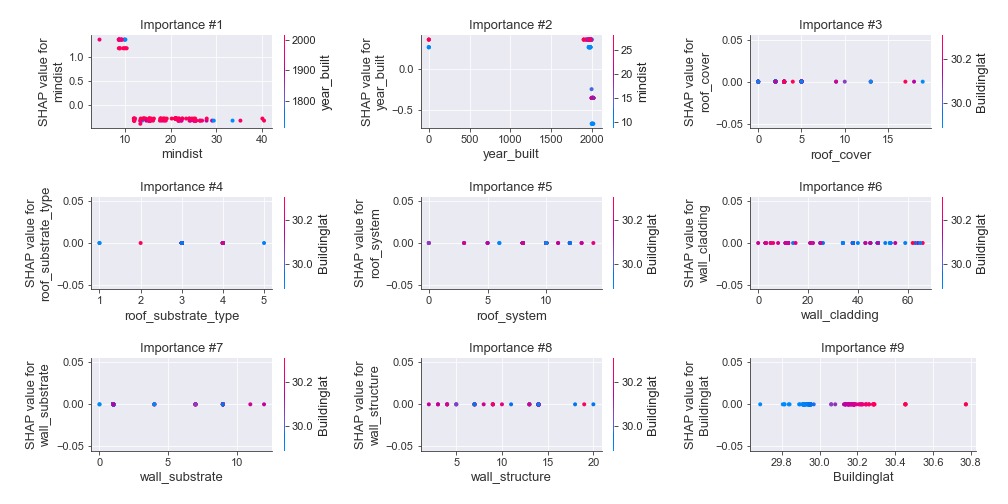 Importance #1
SHAP value for
mindist
1.0
0.5
0.0
10
20
30
40
mindist
2000
1900
1800
year_built
Importance #2
SHAP value for
year_built
0.0
−0.5
0
500
1000
1500
2000
year_built
25
20
15
10
mindist
Importance #3
SHAP value for
roof_cover
0.05
0.00
−0.05
0
5
10
15
roof_cover
30.2
30.0
Buildinglat
Importance #4
SHAP value for
roof_substrate_type
0.05
0.00
−0.05
1
2
3
4
5
roof_substrate_type
30.2
30.0
Buildinglat
Importance #5
SHAP value for
roof_system
0.05
0.00
−0.05
0
5
10
roof_system
30.2
30.0
Buildinglat
Importance #6
SHAP value for
wall_cladding
0.05
0.00
−0.05
0
20
40
60
wall_cladding
30.2
30.0
Buildinglat
Importance #7
SHAP value for
wall_substrate
0.05
0.00
−0.05
0
5
10
wall_substrate
30.2
30.0
Buildinglat
Importance #8
SHAP value for
wall_structure
0.05
0.00
−0.05
5
10
15
20
wall_structure
30.2
30.0
Buildinglat
Importance #9
SHAP value for
Buildinglat
0.05
0.00
−0.05
29.8
30.0
30.2
30.4
30.6
30.8
Buildinglat